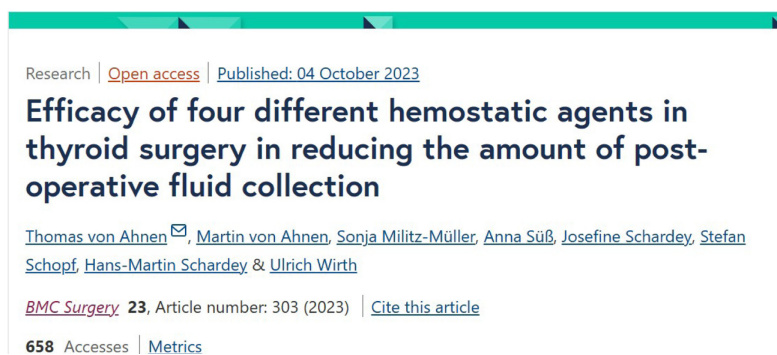 Research | Open access | Published: 04 October 2023
Efficacy of four different hemostatic agents in
thyroid surgery in reducing the amount of post-
operative fluid collection
Thomas von Ahnen, Martin von Ahnen, Sonja Militz-Müller, Anna Süß, Josefine Schardey, Stefan
Schopf, Hans-Martin Schardey & Ulrich Wirth
BMC Surgery 23, Article number: 303 (2023) | Cite this article
658 Accesses | Metrics